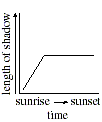 length of shadow
sunrise → sunset
time